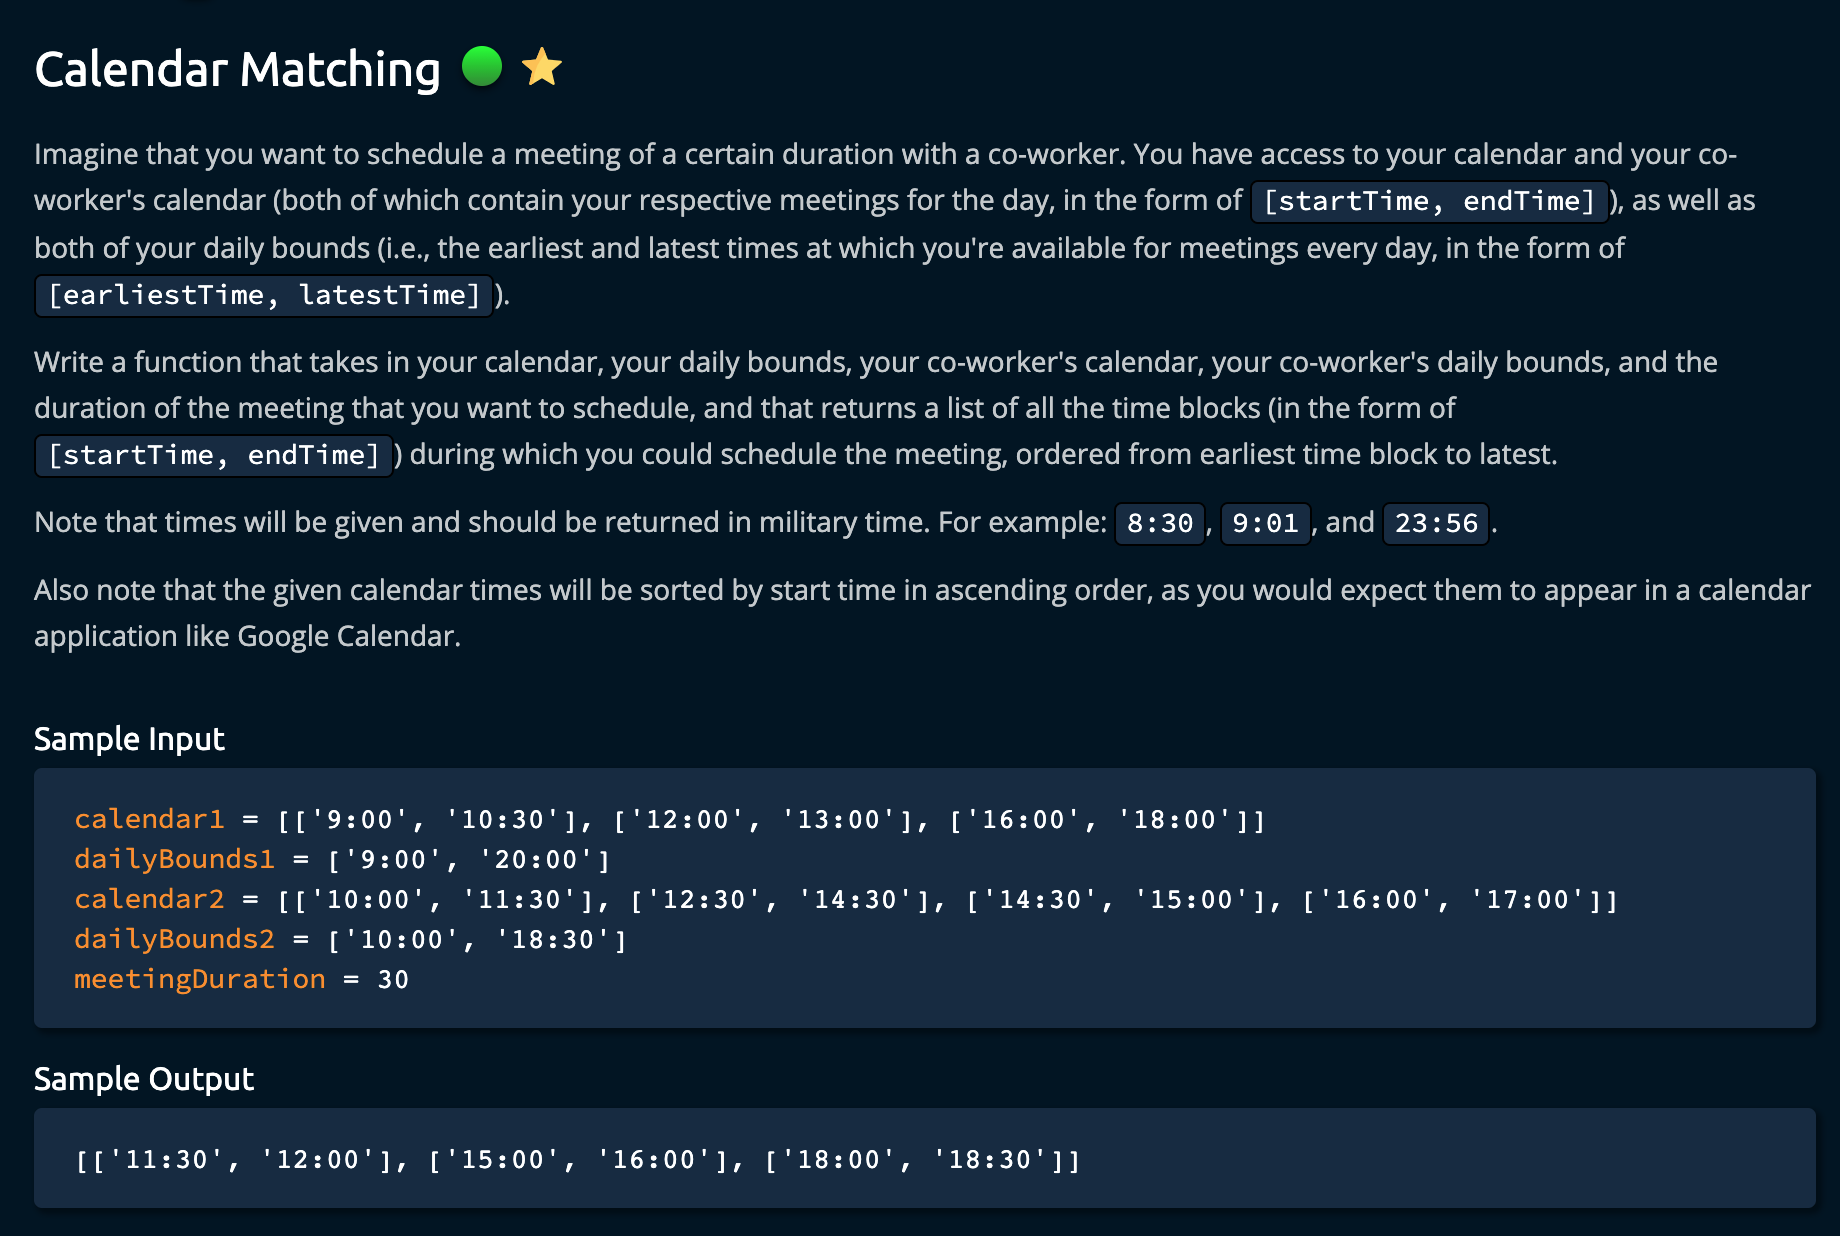 Calendar Matching
Imagine that you want to schedule a meeting of a certain duration with a co-worker. You have access to your calendar and your co-
worker's calendar (both of which contain your respective meetings for the day, in the form of [startTime, endTime] ), as well as
both of your daily bounds (i.e., the earliest and latest times at which you're available for meetings every day, in the form of
[earliestTime, latestTime] ).
Write a function that takes in your calendar, your daily bounds, your co-worker's calendar, your co-worker's daily bounds, and the
duration of the meeting that you want to schedule, and that returns a list of all the time blocks (in the form of
[startTime, endTime] ) during which you could schedule the meeting, ordered from earliest time block to latest.
Note that times will be given and should be returned in military time. For example: 8:30 , 9:01 , and 23:56 .
Also note that the given calendar times will be sorted by start time in ascending order, as you would expect them to appear in a calendar
application like Google Calendar.
Sample Input
calendar1 = [['9:00', '10:30'], ['12:00', '13:00'], ['16:00', '18:00']]
dailyBounds1 = ['9:00', '20:00']
calendar2 = [['10:00', '11:30'], ['12:30', '14:30'], ['14:30', '15:00'], ['16:00', '17:00']]
dailyBounds2 = ['10:00', '18:30']
meetingDuration = 30
Sample Output
[['11:30', '12:00'], ['15:00', '16:00'], ['18:00', '18:30']]